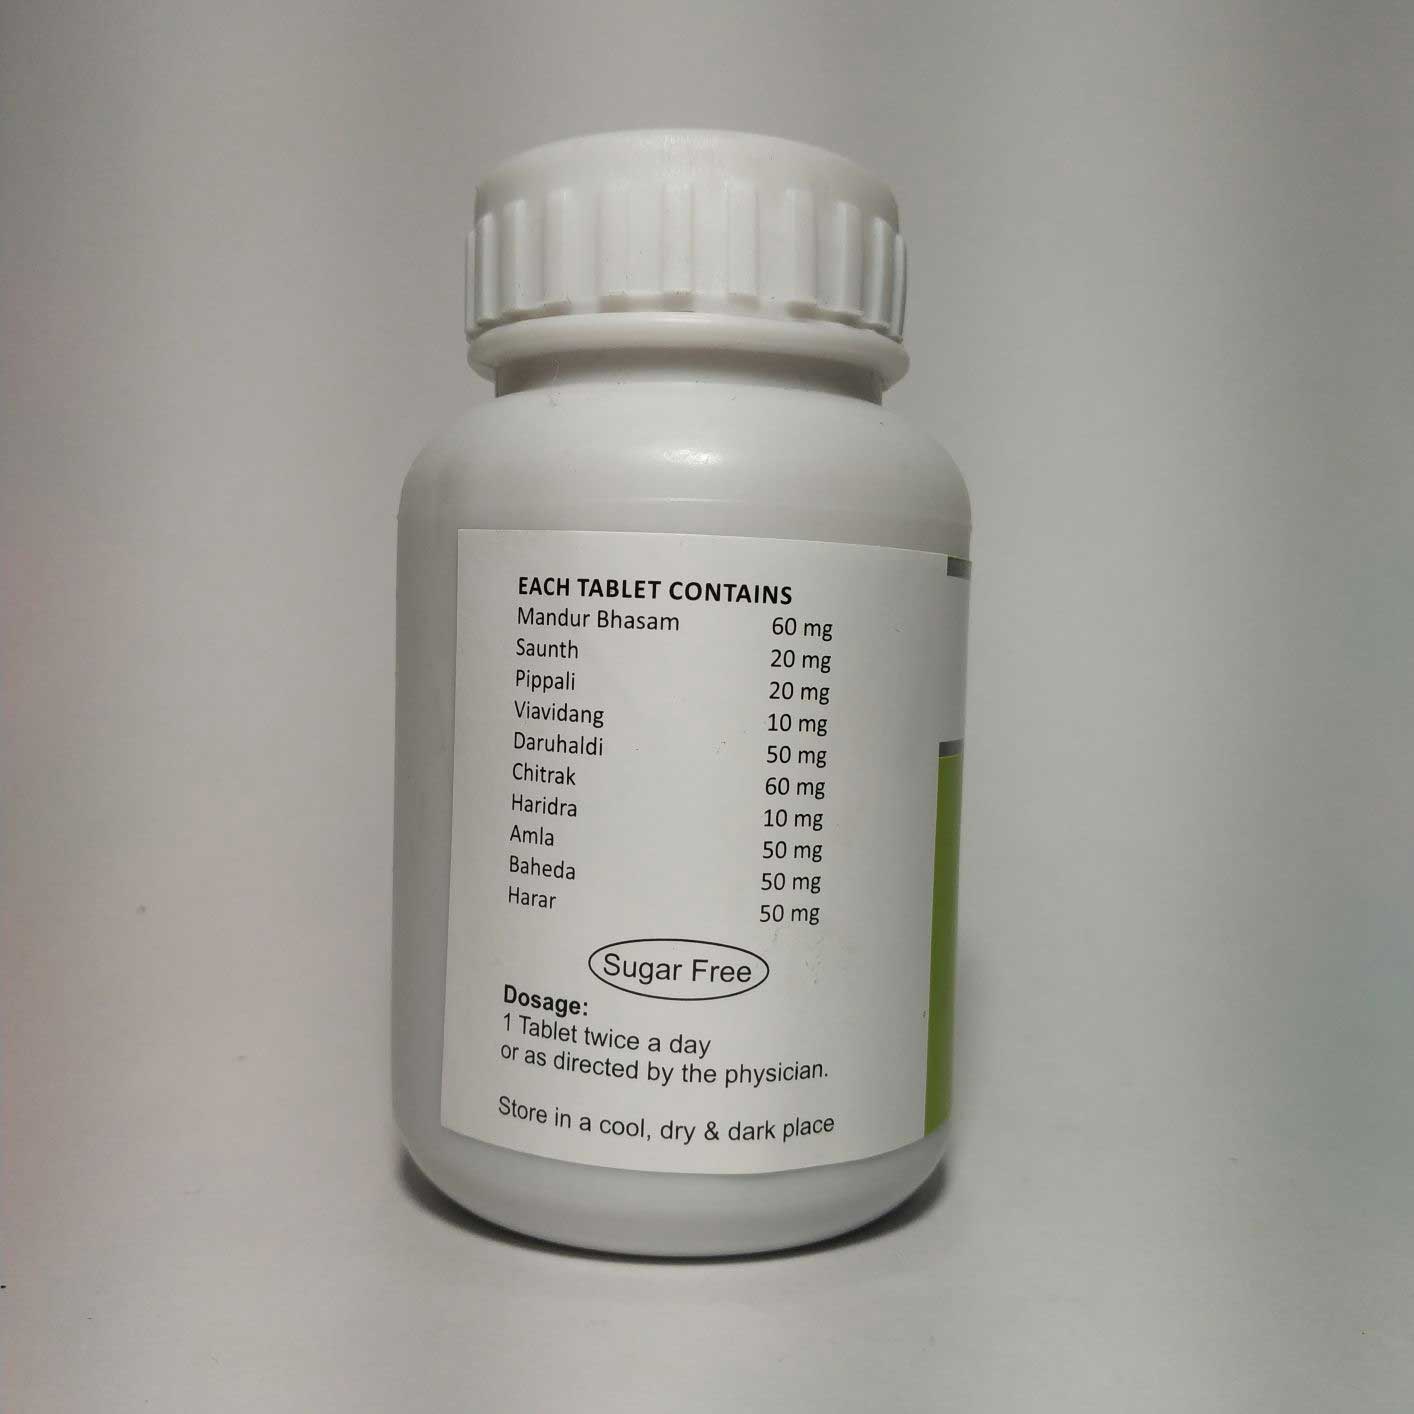 EACH TABLET CONTAINS
Mandur Bhasam 60 mg
Saunth 20 mg
Pippali 20 mg
Viavidang 10 mg
Daruhaldi 50 mg
Chitrak 60 mg
Haridra 10 mg
Amla 50 mg
Baheda 50 mg
Harar 50 mg
Sugar Free
Dosage:
1 Tablet twice a day
or as directed by the physician.
Store in a cool, dry & dark place